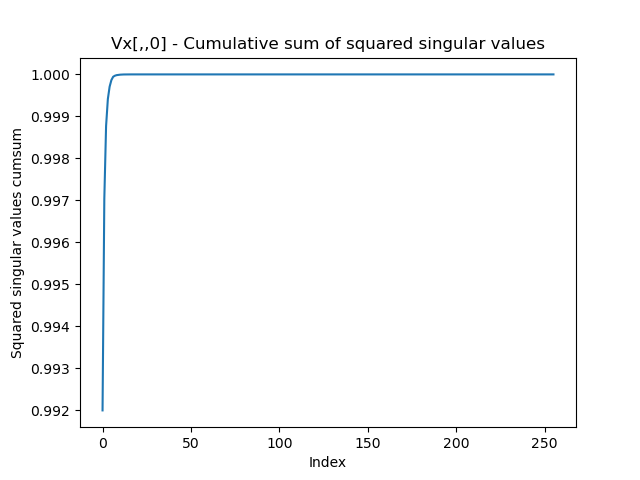 Vx[,,0] - Cumulative sum of squared singular values
1.000
0.999
0.998
0.997
0.996
0.995
0.994
0.993
0.992
Squared singular values cumsum
0 50 100 150 200 250
Index